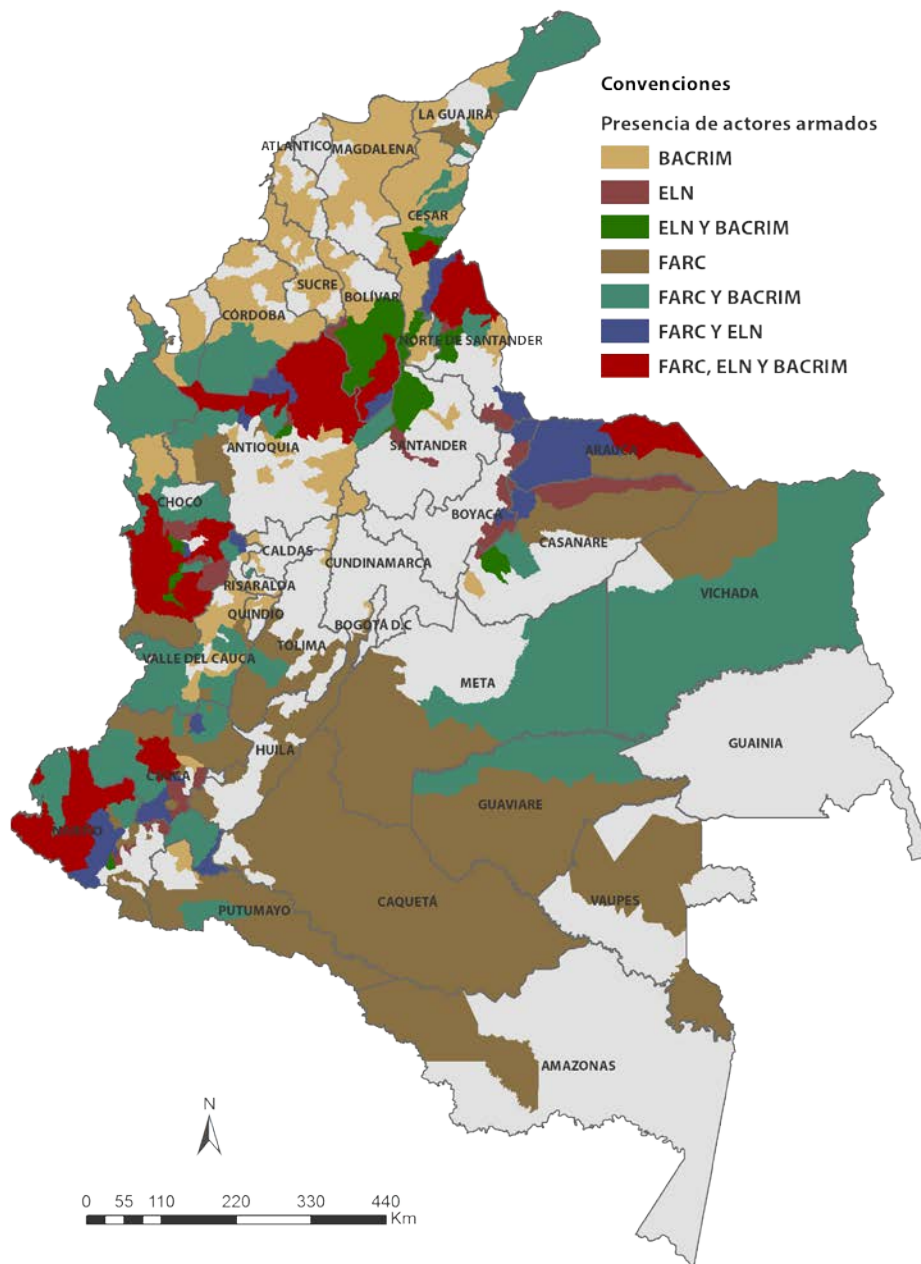 Convenciones
Presencia de actores armados
BACRIM
ELN
ELN Y BACRIM
FARC
FARC Y BACRIM
FARC Y ELN
FARC, ELN Y BACRIM
LA GUAJIRA
ATLANTICO
MAGDALENA
CESAR
SUCRE
BOLÍVAR
CÓRDOBA
NORTE DE SANTANDER
ANTIOQUIA
SANTANDER
ARAUCA
CHOCÓ
BOYACÁ
CALDAS
CASANARE
CUNDINAMARCA
RISARALDA
VICHADA
QUINDIO
BOGOTÁ D.C
TOLIMA
VALLE DEL CAUCA
META
GUAINIA
HUILA
CAUCA
GUAVIARE
NARIÑO
CAQUETÁ
VAUPES
PUTUMAYO
AMAZONAS
N
0 55 110 220 330 440
Km